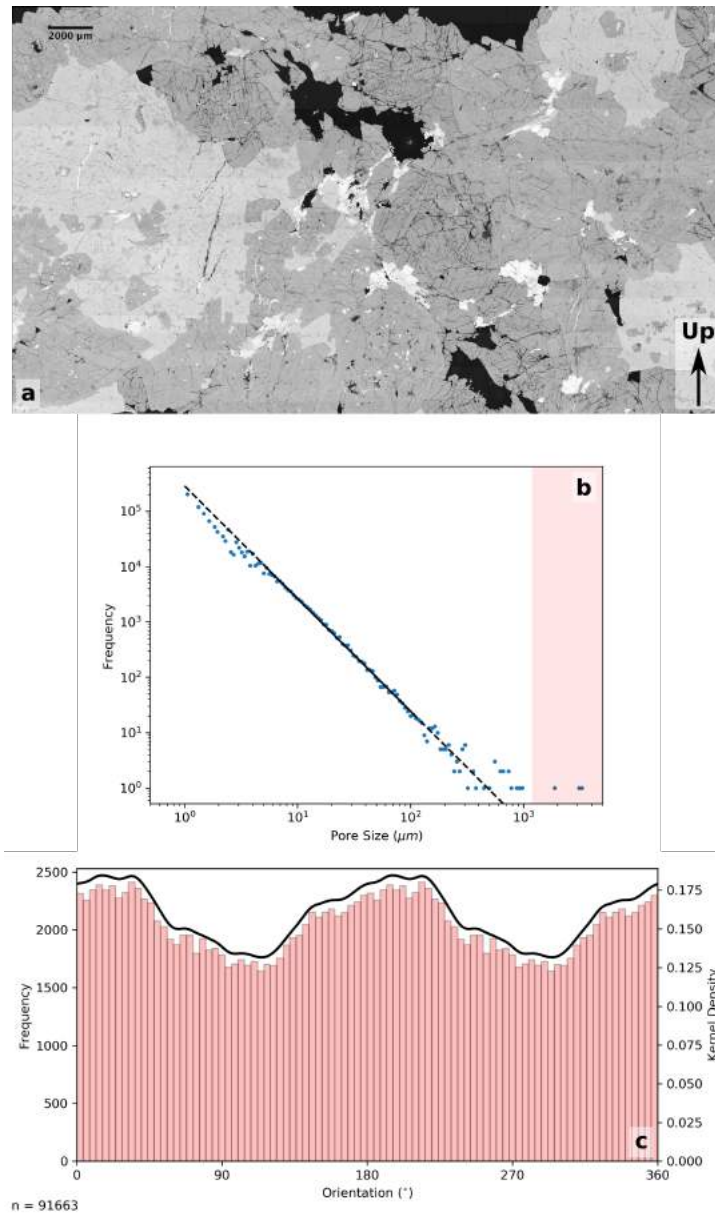 2000 µm
Up
a
b
10⁵
10⁴
10³
10²
10¹
10⁰
Frequency
10⁰ 10¹ 10² 10³
Pore Size (µm)
2500
2000
1500
1000
500
0
Frequency
0.175
0.150
0.125
0.100
0.075
0.050
0.025
0.000
Kernel Density
c
0 90 180 270 360
Orientation (°)
n = 91663